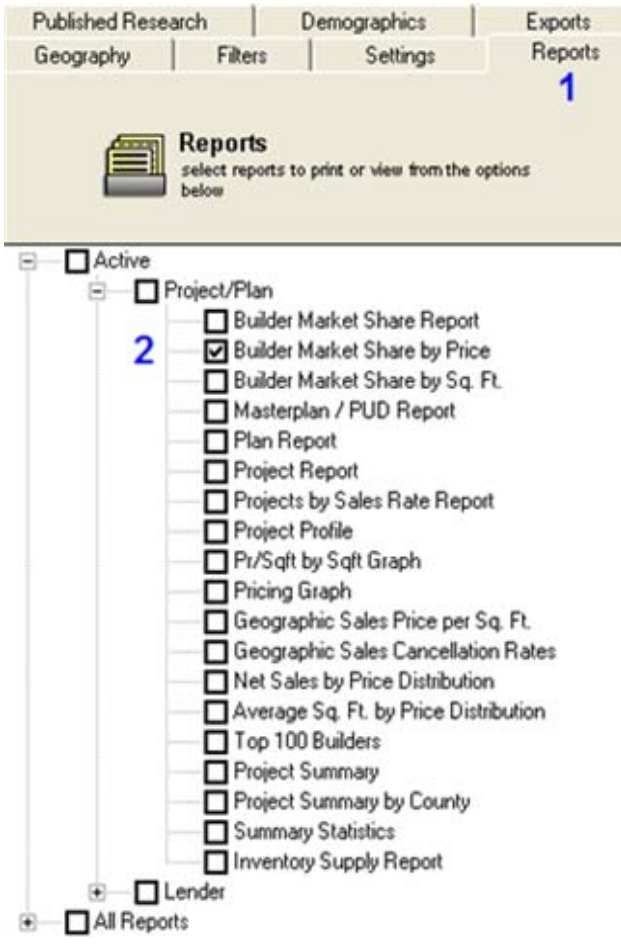 Published Research Demographics Exports
Geography Filters Settings Reports
1
Reports
select reports to print or view from the options
below
Active
Project/Plan
Builder Market Share Report
2 Builder Market Share by Price
Builder Market Share by Sq. Ft.
Masterplan / PUD Report
Plan Report
Project Report
Projects by Sales Rate Report
Project Profile
Pr/Sqft by Sqft Graph
Pricing Graph
Geographic Sales Price per Sq. Ft.
Geographic Sales Cancellation Rates
Net Sales by Price Distribution
Average Sq. Ft. by Price Distribution
Top 100 Builders
Project Summary
Project Summary by County
Summary Statistics
Inventory Supply Report
Lender
All Reports